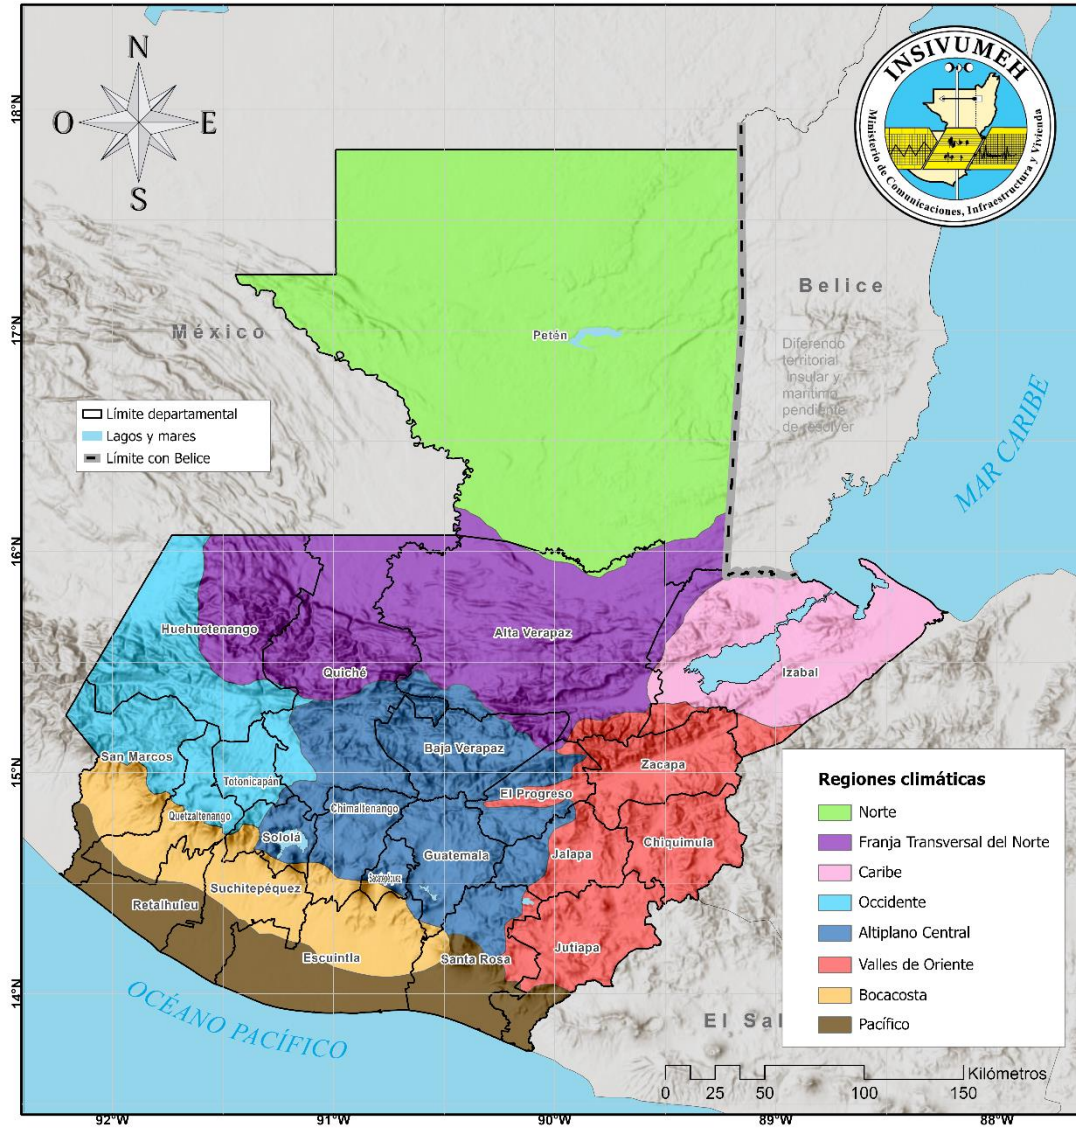 N
O
E
S
INSIVUMEH
Ministerio de Comunicaciones, Infraestructura y Vivienda
18°N
17°N
16°N
15°N
14°N
México
Belice
Diferendo
territorial
insular y
marítimo
pendiente
de resolver
MAR CARIBE
Límite departamental
Lagos y mares
Límite con Belice
Petén
Huehuetenango
Quiché
Alta Verapaz
Izabal
San Marcos
Totonicapán
Quetzaltenango
Baja Verapaz
Zacapa
El Progreso
Chimaltenango
Sololá
Guatemala
Jalapa
Chiquimula
Sacatepéquez
Suchitepéquez
Retalhuleu
Escuintla
Santa Rosa
Jutiapa
OCÉANO PACÍFICO
El Sal
Regiones climáticas
Norte
Franja Transversal del Norte
Caribe
Occidente
Altiplano Central
Valles de Oriente
Bocacosta
Pacífico
Kilómetros
0 25 50 100 150
92°W 91°W 90°W 89°W 88°W